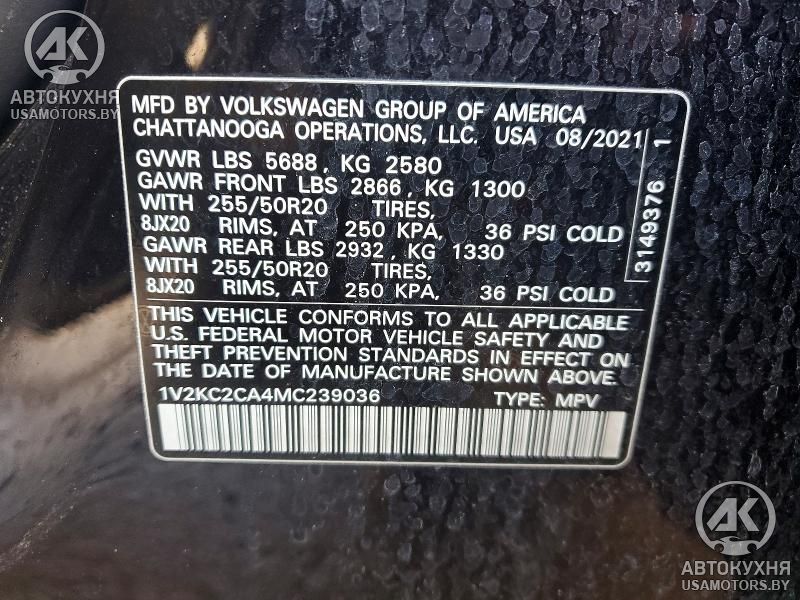 АК
АВТОКУХНЯ
USAMOTORS.BY
MFD BY VOLKSWAGEN GROUP OF AMERICA
CHATTANOOGA OPERATIONS, LLC. USA 08/2021
GVWR LBS 5688, KG 2580
GAWR FRONT LBS 2866, KG 1300
WITH 255/50R20 TIRES,
8JX20 RIMS, AT 250 KPA, 36 PSI COLD
GAWR REAR LBS 2932, KG 1330
WITH 255/50R20 TIRES,
8JX20 RIMS, AT 250 KPA, 36 PSI COLD
3149376 1
THIS VEHICLE CONFORMS TO ALL APPLICABLE
U.S. FEDERAL MOTOR VEHICLE SAFETY AND
THEFT PREVENTION STANDARDS IN EFFECT ON
THE DATE OF MANUFACTURE SHOWN ABOVE.
1V2KC2CA4MC239036 TYPE: MPV
АК
АВТОКУХНЯ
USAMOTORS.BY